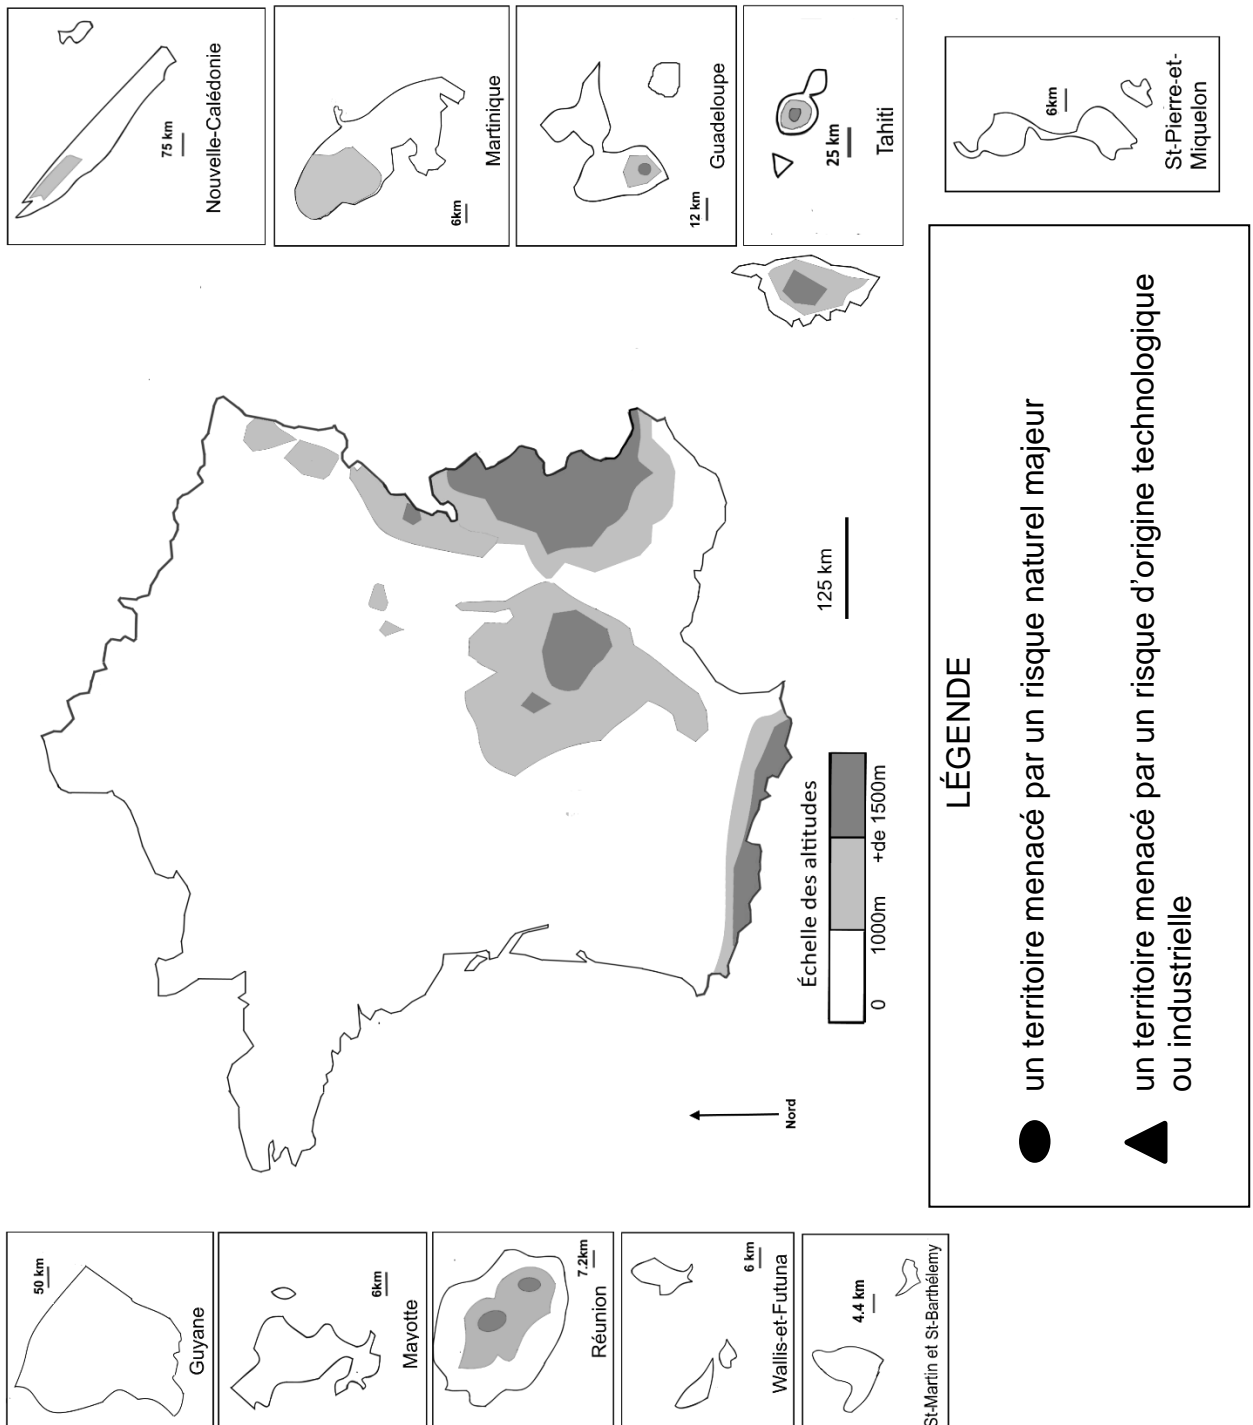 Guyane
50 km
Mayotte
6km
Réunion
7.2km
Wallis-et-Futuna
6 km
St-Martin et St-Barthélemy
4.4 km
Nord
Échelle des altitudes
0
1000m
+de 1500m
125 km
Nouvelle-Calédonie
75 km
Martinique
6km
Guadeloupe
12 km
Tahiti
25 km
St-Pierre-et-
Miquelon
6km
LÉGENDE
un territoire menacé par un risque naturel majeur
un territoire menacé par un risque d'origine technologique
ou industrielle